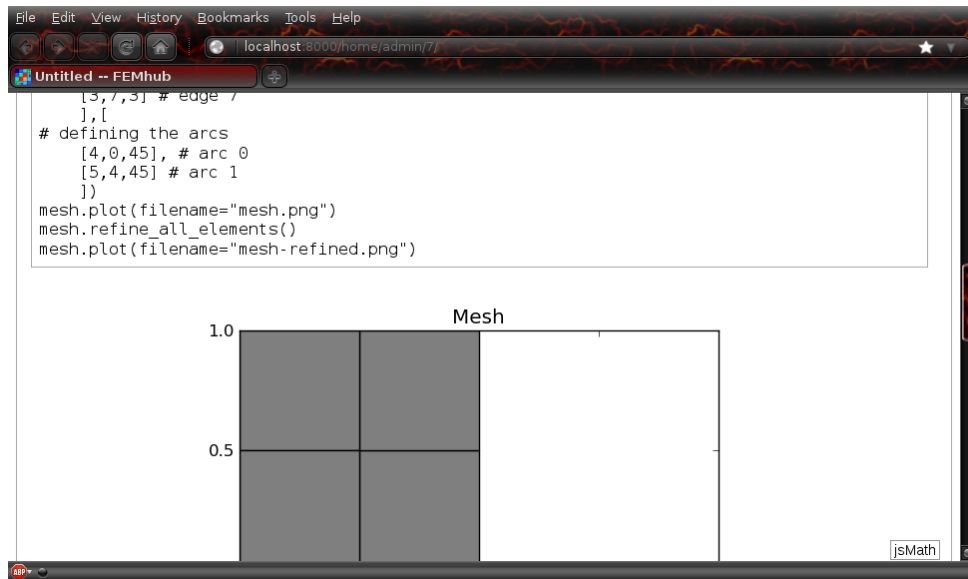 File Edit View History Bookmarks Tools Help
localhost:8000/home/admin/7/
Untitled -- FEMhub
[3,7,3] # edge 7
],[
# defining the arcs
[4,0,45], # arc 0
[5,4,45] # arc 1
])
mesh.plot(filename="mesh.png")
mesh.refine_all_elements()
mesh.plot(filename="mesh-refined.png")
Mesh
1.0
0.5
jsMath
ABP